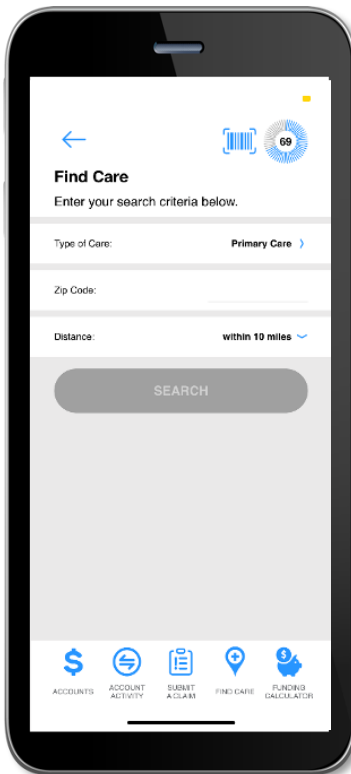 69
Find Care
Enter your search criteria below.
Type of Care: Primary Care
Zip Code:
Distance: within 10 miles
SEARCH
ACCOUNTS
ACCOUNT
ACTIVITY
SUBMIT
A CLAIM
FIND CARE
FUNDING
CALCULATOR